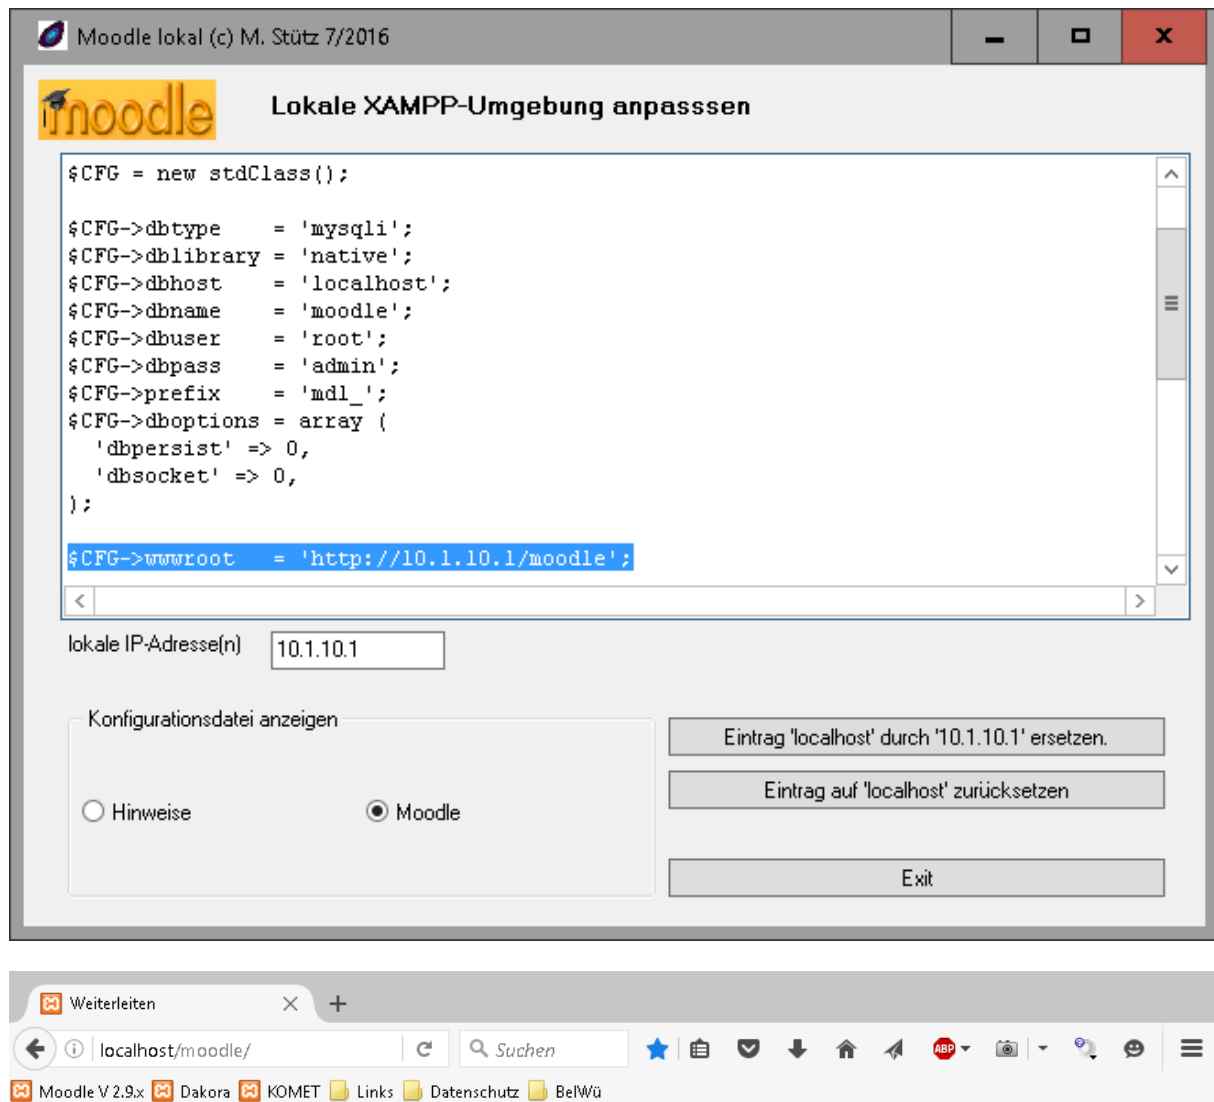 Moodle lokal (c) M. Stütz 7/2016
moodle
Lokale XAMPP-Umgebung anpasssen
$CFG = new stdClass();
$CFG->dbtype    = 'mysqli';
$CFG->dblibrary = 'native';
$CFG->dbhost    = 'localhost';
$CFG->dbname    = 'moodle';
$CFG->dbuser    = 'root';
$CFG->dbpass    = 'admin';
$CFG->prefix    = 'mdl_';
$CFG->dboptions = array (
  'dbpersist' => 0,
  'dbsocket' => 0,
);
$CFG->wwwroot   = 'http://10.1.10.1/moodle';
lokale IP-Adresse(n)
10.1.10.1
Konfigurationsdatei anzeigen
Hinweise
Moodle
Eintrag 'localhost' durch '10.1.10.1' ersetzen.
Eintrag auf 'localhost' zurücksetzen
Exit
Weiterleiten
localhost/moodle/
Suchen
ABP
Moodle V 2.9.x Dakora KOMET Links Datenschutz BelWü